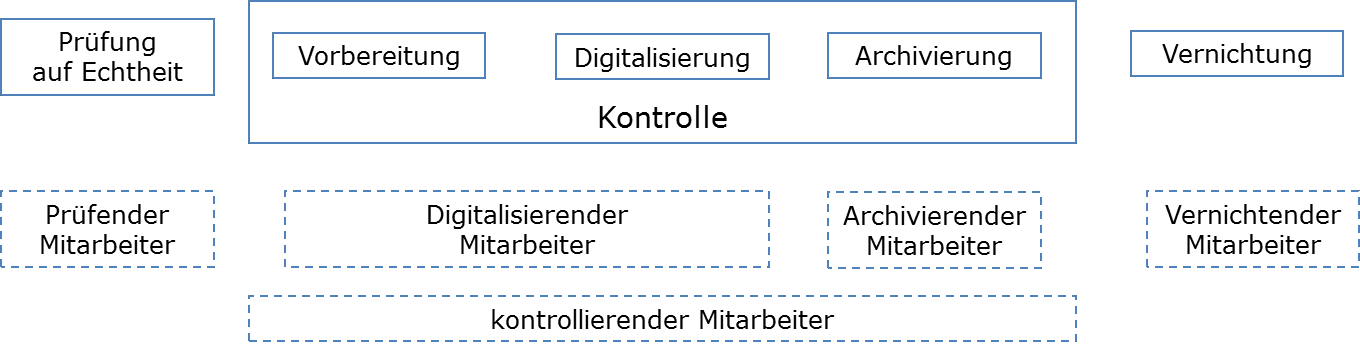 Prüfung
auf Echtheit
Vorbereitung
Digitalisierung
Archivierung
Vernichtung
Kontrolle
Prüfender
Mitarbeiter
Digitalisierender
Mitarbeiter
Archivierender
Mitarbeiter
Vernichtender
Mitarbeiter
kontrollierender Mitarbeiter